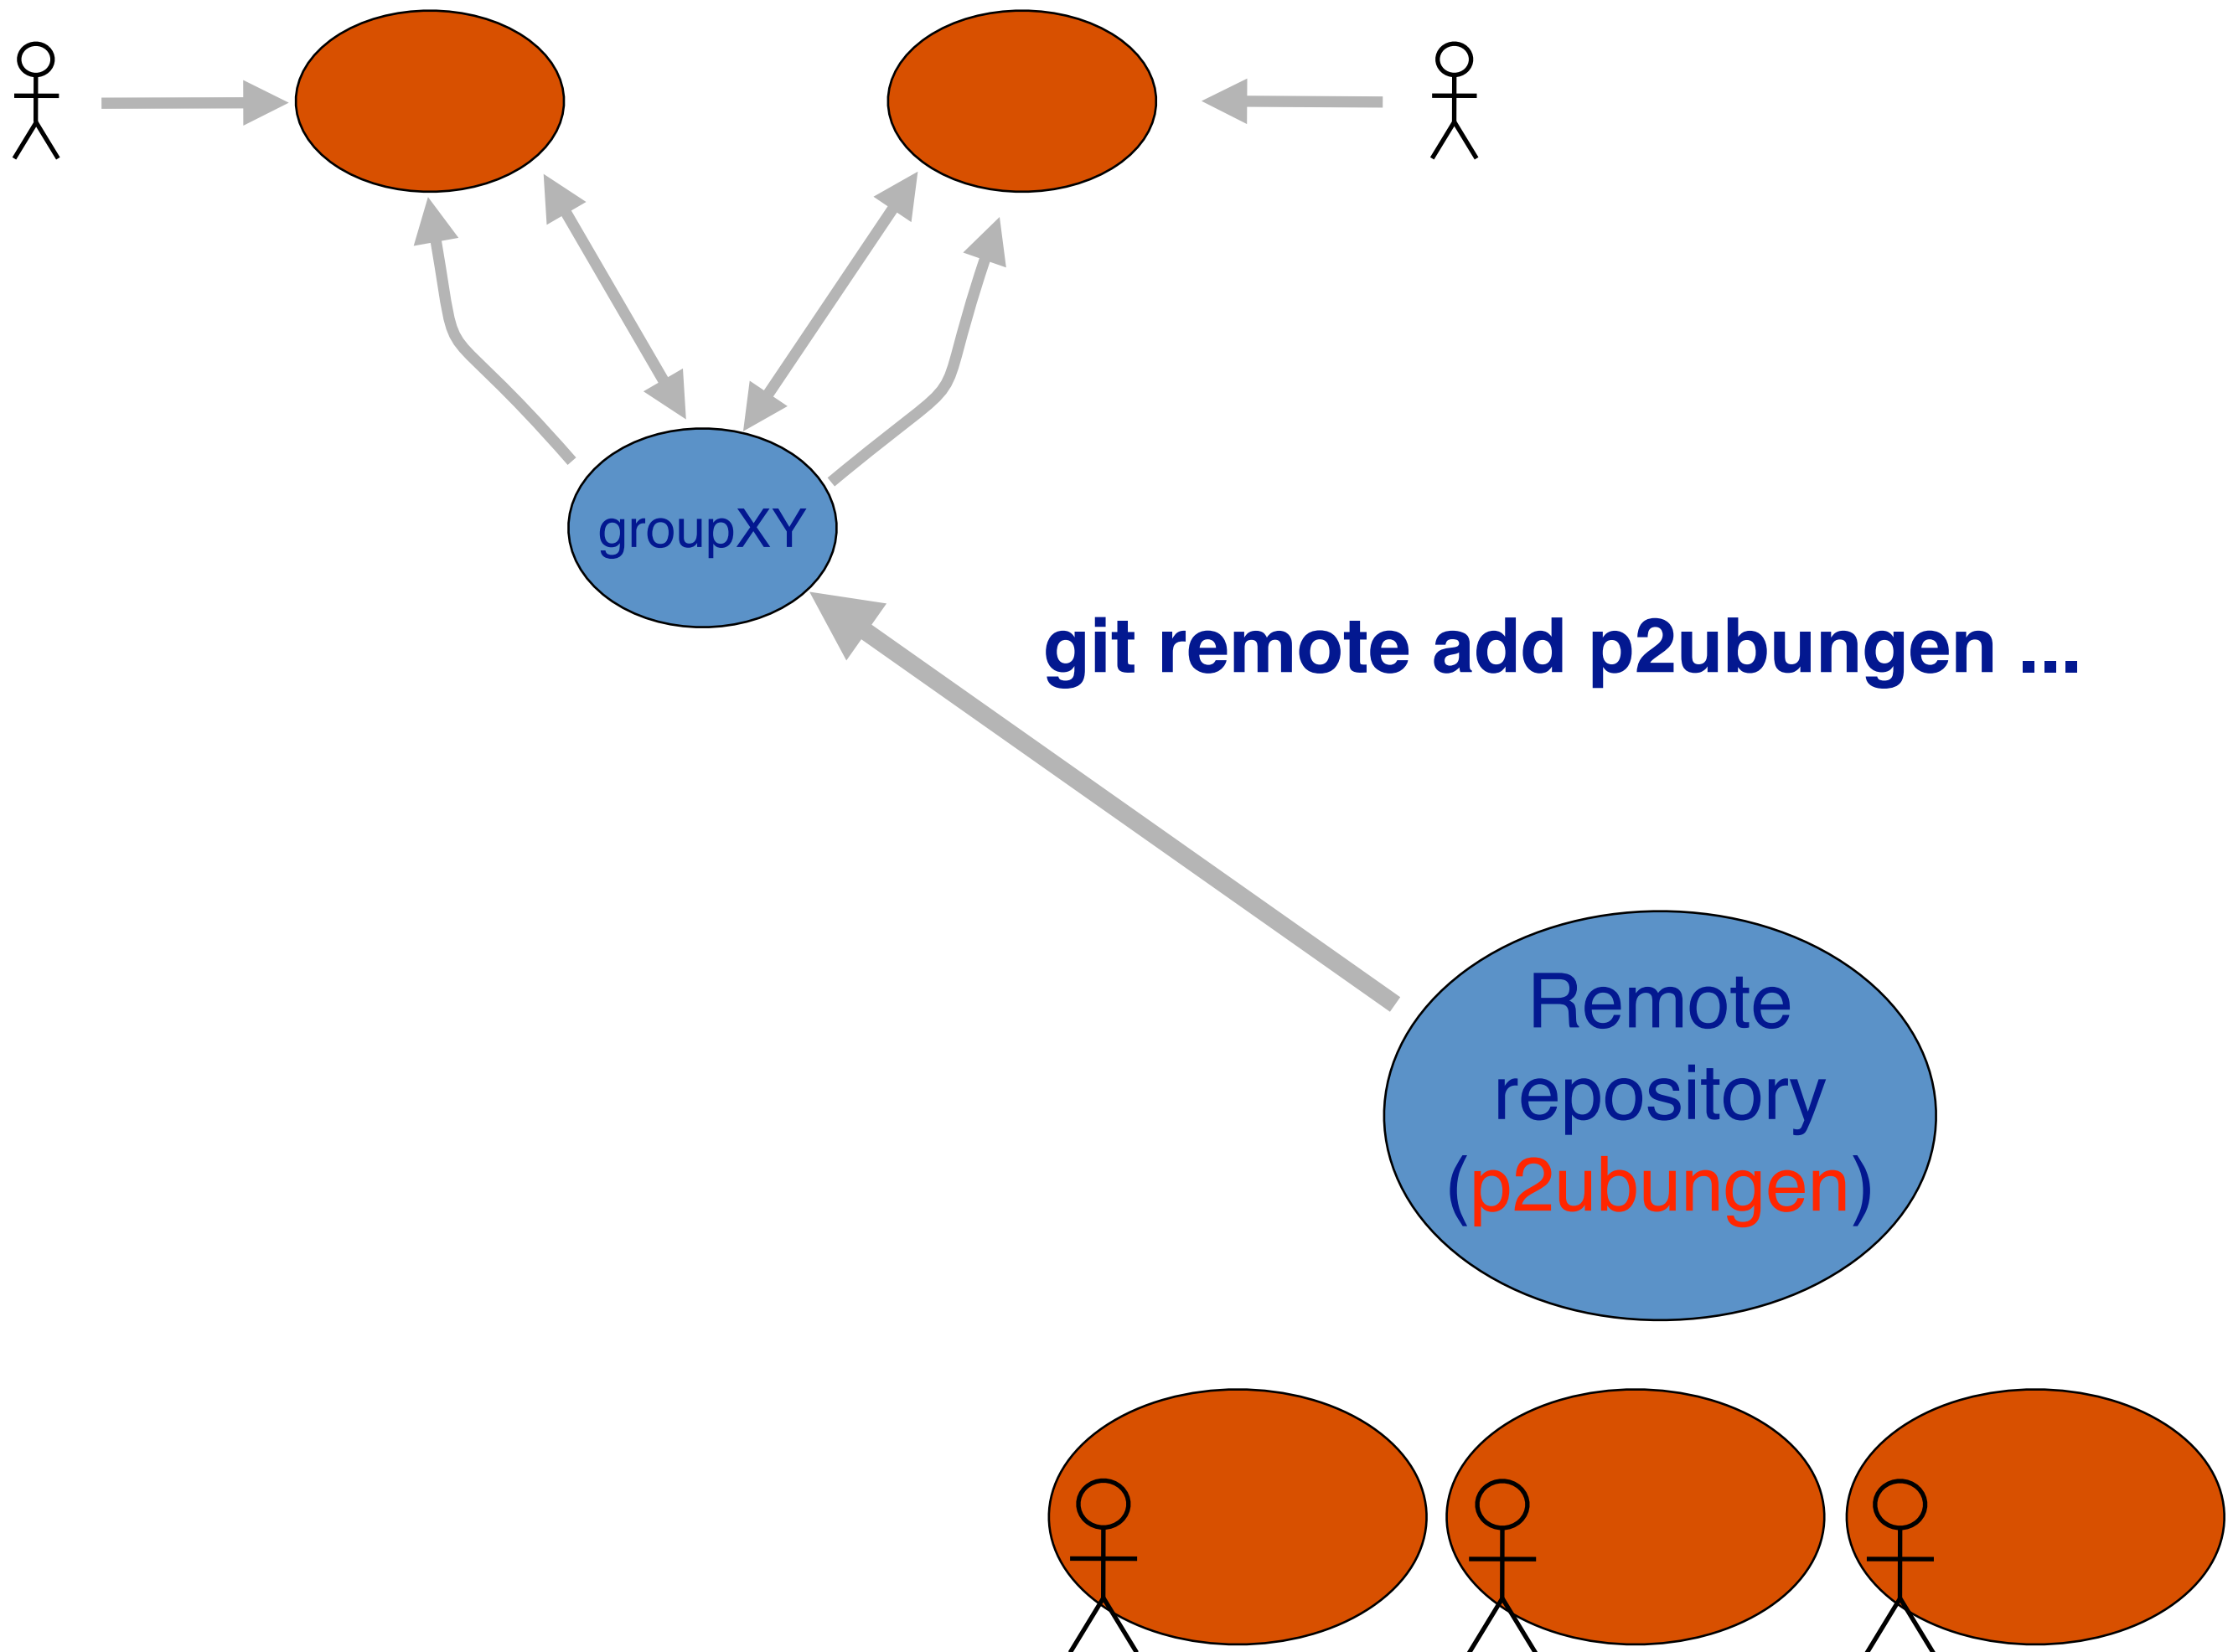 groupXY
git remote add p2ubungen ...
Remote
repository
(p2ubungen)